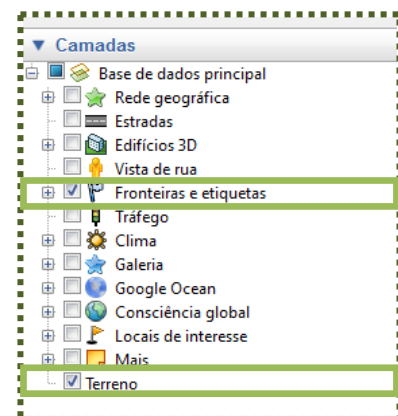 Camadas
Base de dados principal
Rede geográfica
Estradas
Edifícios 3D
Vista de rua
Fronteiras e etiquetas
Tráfego
Clima
Galeria
Google Ocean
Consciência global
Locais de interesse
Mais
Terreno